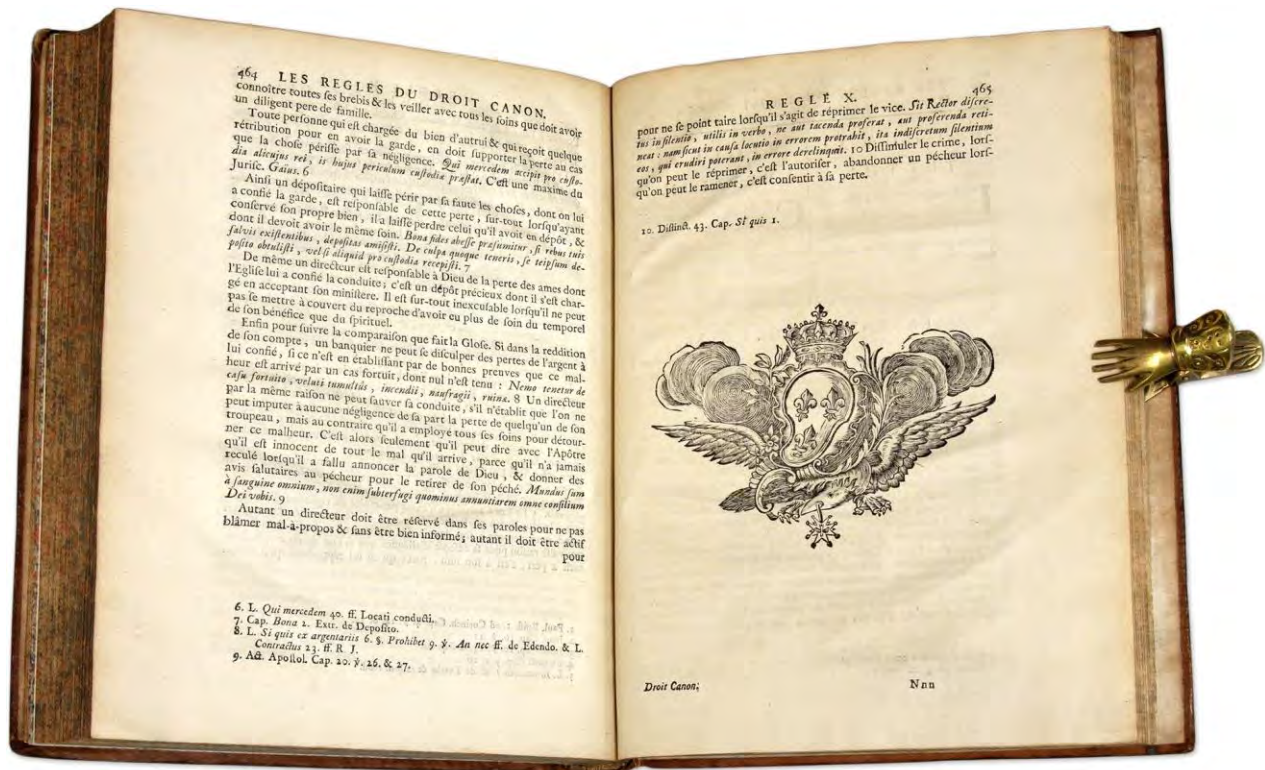 464 LES REGLES DU DROIT CANON.
connoître toutes ſes brebis & les veiller avec tous les ſoins que doit avoir
un diligent pere de famille.
Toute perſonne qui eſt chargée du bien d'autrui & qui reçoit quelque
rétribution pour en avoir la garde, en doit ſupporter la perte au cas
que la choſe périſſe par ſa négligence. Qui mercedem accipit pro cuſto-
dia alicujus rei, is hujus periculum cuſtodiæ præſtat. C'eſt une maxime du
Juriſc. Gaius. 6
Ainſi un dépoſitaire qui laiſſe périr par ſa faute les choſes, dont on lui
a confié la garde, eſt reſponſable de cette perte, ſur-tout lorſqu'ayant
conſervé ſon propre bien, il a laiſſé perdre celui qu'il avoit en dépôt, &
dont il devoit avoir le même ſoin. Bona fides abeſſe præſumitur, ſi rebus tuis
ſalvis exiſtentibus, depoſitas amiſiſti. De culpa quoque teneris, ſe teipſum de-
poſito obtuliſti, vel ſi aliquid pro cuſtodia recepiſti. 7
De même un directeur eſt reſponſable à Dieu de la perte des ames dont
l'Egliſe lui a confié la conduite; c'eſt un dépôt précieux dont il s'eſt char-
gé en acceptant ſon miniſtere. Il eſt ſur-tout inexcuſable lorſqu'il ne peut
pas ſe mettre à couvert du reproche d'avoir eu plus de ſoin du temporel
de ſon bénéfice que du ſpirituel.
Enfin pour ſuivre la comparaiſon que fait la Gloſe. Si dans la reddition
de ſon compte, un banquier ne peut ſe diſculper des pertes de l'argent à
lui confié, ſi ce n'eſt en établiſſant par de bonnes prenves que ce mal-
heur eſt arrivé par un cas fortuit, dont nul n'eſt tenu : Nemo tenetur de
caſu fortuito, veluti tumultûs, incendii, naufragii, ruinæ. 8 Un directeur
par la même raiſon ne peut ſauver ſa conduite, s'il n'établit que l'on ne
peut imputer à aucune négligence de ſa part la perte de quelqu'un de ſon
troupeau, mais au contraire qu'il a employé tous ſes ſoins pour détour-
ner ce malheur. C'eſt alors ſeulement qu'il peut dire avec l'Apôtre
qu'il eſt innocent de tout le mal qu'il arrive, parce qu'il n'a jamais
reculé lorſqu'il a fallu annoncer la parole de Dieu, & donner des
avis ſalutaires au pécheur pour le retirer de ſon péché. Mundus ſum
à ſanguine omnium, non enim ſubterfugi quominus annuntiarem omne conſilium
Dei vobis. 9
Autant un directeur doit être réſervé dans ſes paroles pour ne pas
blâmer mal-à-propos & ſans être bien informé; autant il doit être actif
pour
6. L. Qui mercedem 40. ff. Locati conducti.
7. Cap. Bona 2. Extr. de Depoſito.
8. L. Si quis ex argentariis 6. §. Prohibet 9. ℣. An nec ff. de Edendo. & L.
Contractus 23. ff. R. J.
9. Act. Apoſtol. Cap. 20. ℣. 26. & 27.
REGLE X. 465
pour ne ſe point taire lorſqu'il s'agit de réprimer le vice. Sit Rector diſcre-
tus in ſilentio, utilis in verbo, ne aut tacenda proferat, aut proferenda reti-
neat : nam ſicut in cauſa locutio in errorem protrahit, ita indiſcretum ſilentium
eos, qui erudiri poterant, in errore derelinquit. 10 Diſſimuler le crime, lorſ-
qu'on peut le réprimer, c'eſt l'autoriſer, abandonner un pécheur lorſ-
qu'on peut le ramener, c'eſt conſentir à ſa perte.
10. Diſtinct. 43. Cap. St quis 1.
Droit Canon;
Nnn